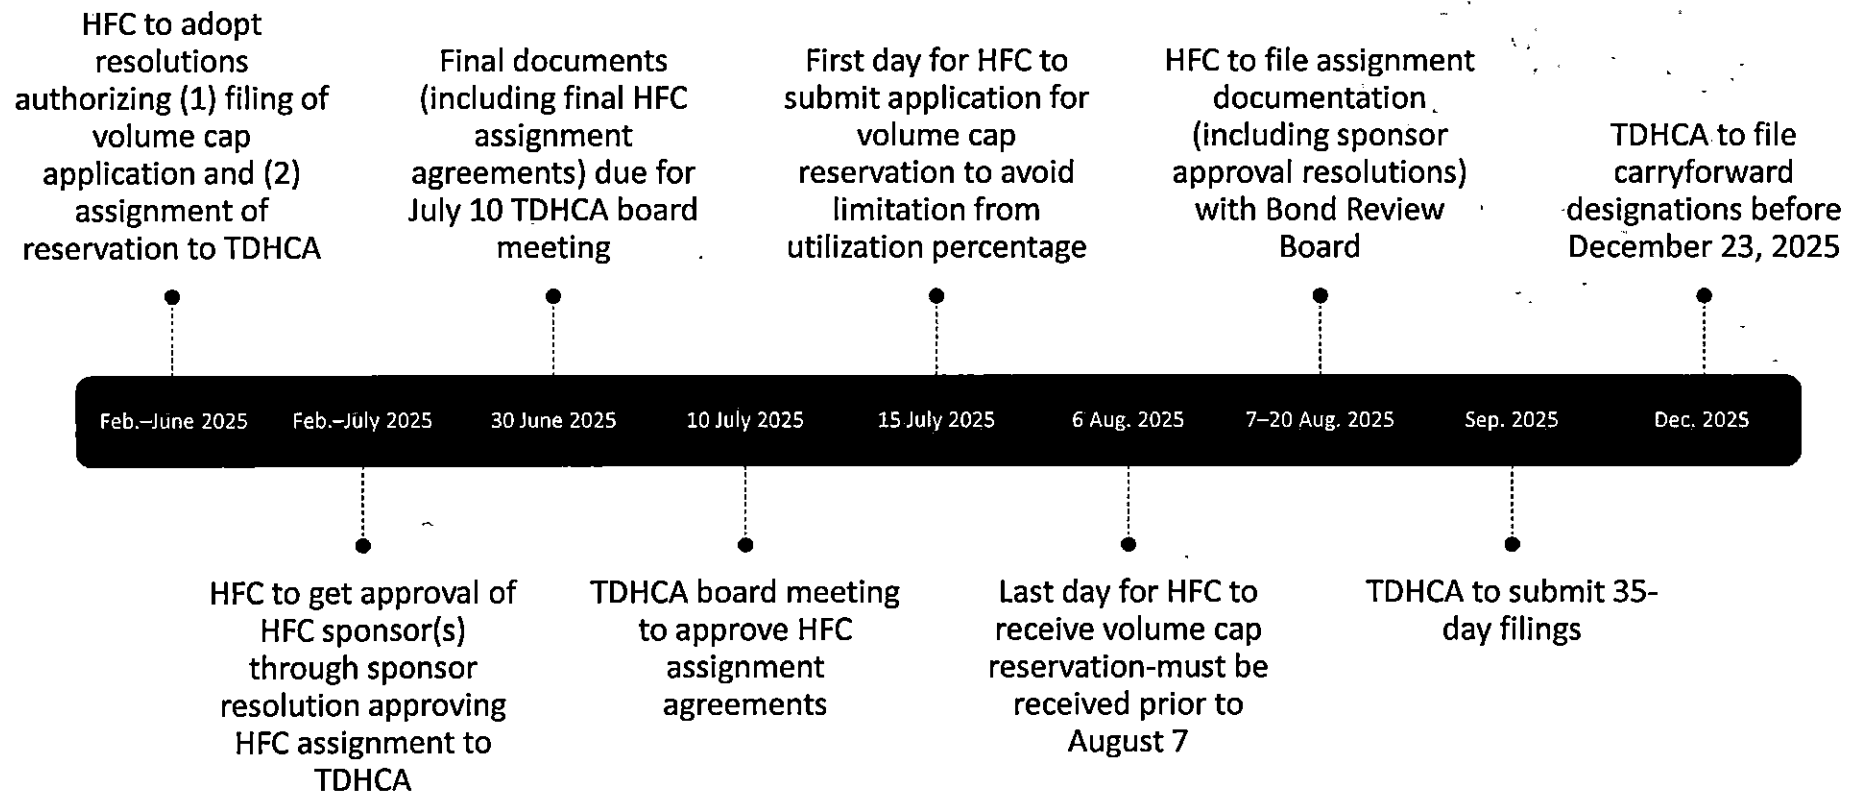 HFC to adopt
resolutions
authorizing (1) filing of
volume cap
application and (2)
assignment of
reservation to TDHCA
Final documents
(including final HFC
assignment
agreements) due for
July 10 TDHCA board
meeting
First day for HFC to
submit application for
volume cap
reservation to avoid
limitation from
utilization percentage
HFC to file assignment
documentation
(including sponsor
approval resolutions)
with Bond Review
Board
TDHCA to file
carryforward
designations before
December 23, 2025
Feb.–June 2025
Feb.–July 2025
30 June 2025
10 July 2025
15 July 2025
6 Aug. 2025
7–20 Aug. 2025
Sep. 2025
Dec. 2025
HFC to get approval of
HFC sponsor(s)
through sponsor
resolution approving
HFC assignment to
TDHCA
TDHCA board meeting
to approve HFC
assignment
agreements
Last day for HFC to
receive volume cap
reservation-must be
received prior to
August 7
TDHCA to submit 35-
day filings